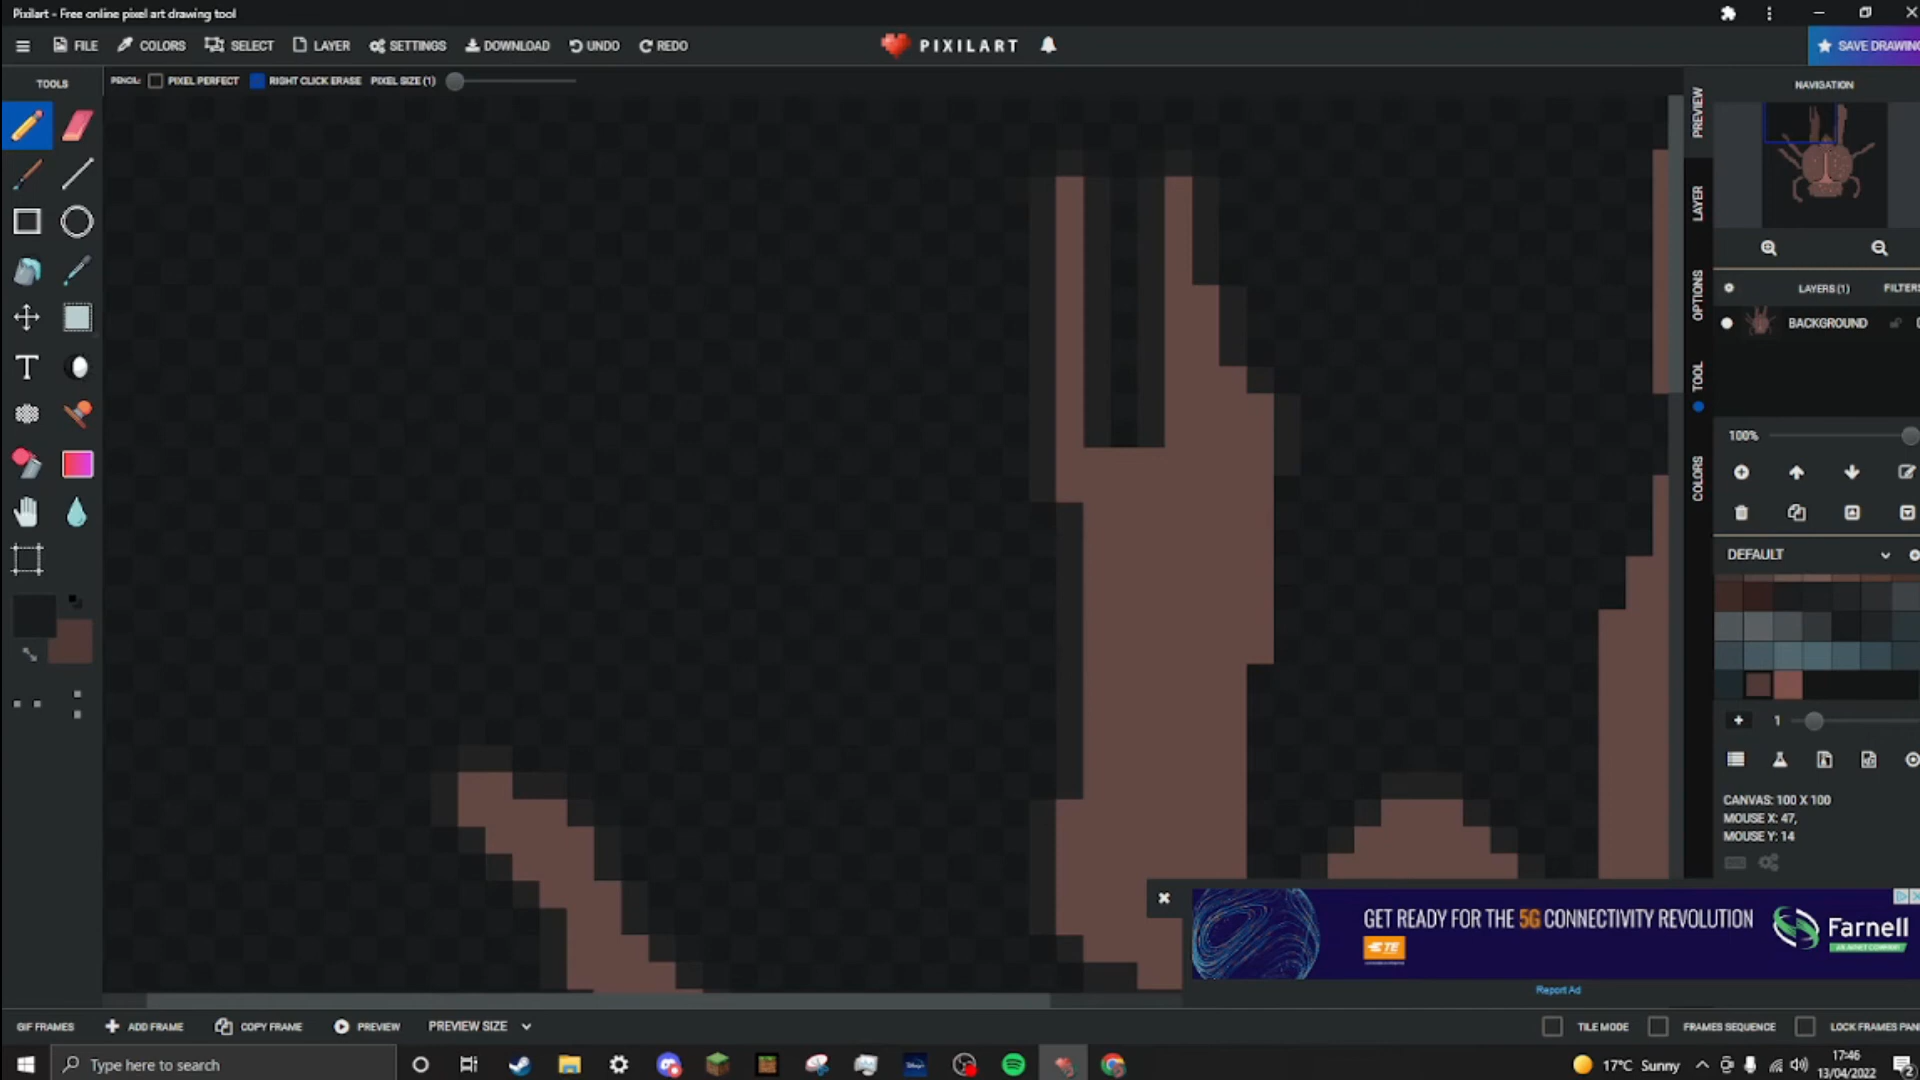 Pixilart - Free online pixel art drawing tool
FILE COLORS SELECT LAYER SETTINGS DOWNLOAD UNDO REDO PIXILART SAVE DRAWING
TOOLS PENCIL: PIXEL PERFECT RIGHT CLICK ERASE PIXEL SIZE (1)
NAVIGATION
PREVIEW
LAYER
OPTIONS
TOOL
COLORS
LAYERS (1) FILTERS
BACKGROUND
100%
DEFAULT
1
CANVAS: 100 X 100
MOUSE X: 47,
MOUSE Y: 14
GET READY FOR THE 5G CONNECTIVITY REVOLUTION
TE
Farnell
Report Ad
GIF FRAMES ADD FRAME COPY FRAME PREVIEW PREVIEW SIZE TILE MODE FRAMES SEQUENCE LOCK FRAMES PAN
Type here to search
17°C Sunny
17:46
13/04/2022
2